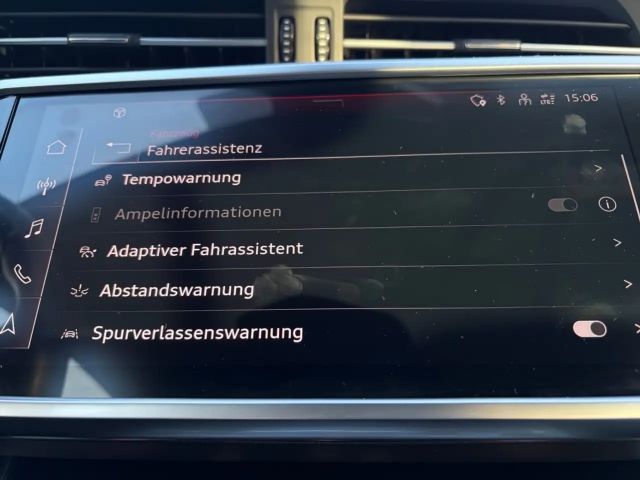 15:06
Fahrzeug
Fahrerassistenz
Tempowarnung
Ampelinformationen
Adaptiver Fahrassistent
Abstandswarnung
Spurverlassenswarnung